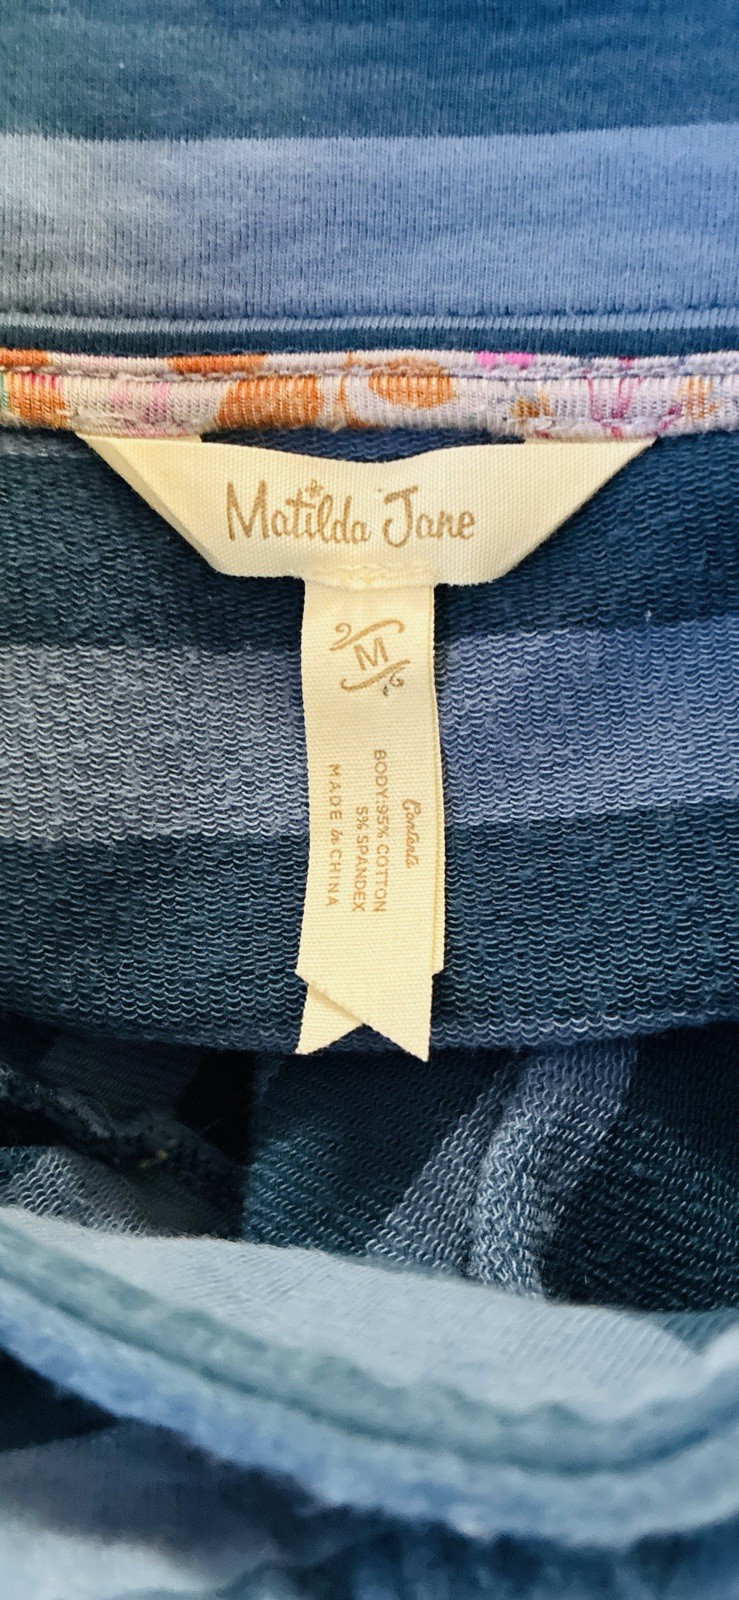 Matilda Jane
M
Contents
BODY:95% COTTON
5% SPANDEX
MADE in CHINA